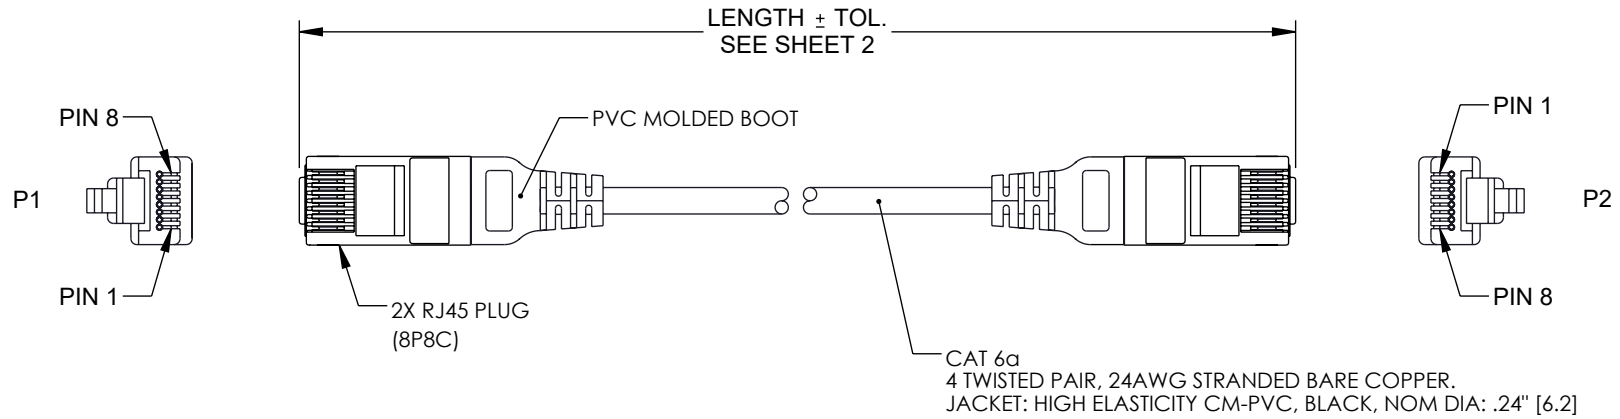 LENGTH ± TOL.
SEE SHEET 2
PIN 8
PIN 1
PVC MOLDED BOOT
P1
P2
PIN 1
PIN 8
2X RJ45 PLUG
(8P8C)
CAT 6a
4 TWISTED PAIR, 24AWG STRANDED BARE COPPER.
JACKET: HIGH ELASTICITY CM-PVC, BLACK, NOM DIA: .24" [6.2]